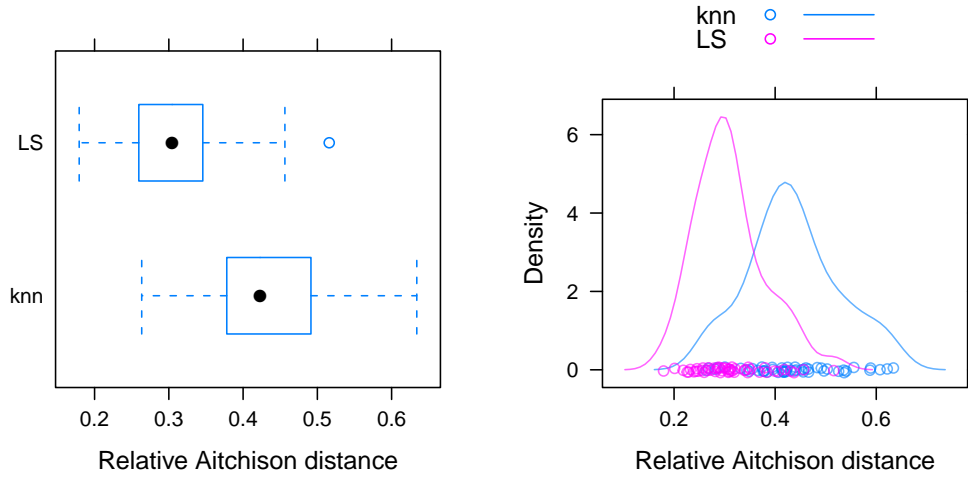 LS
knn
0.2 0.3 0.4 0.5 0.6
Relative Aitchison distance
knn
LS
Density
6
4
2
0
0.2 0.4 0.6
Relative Aitchison distance